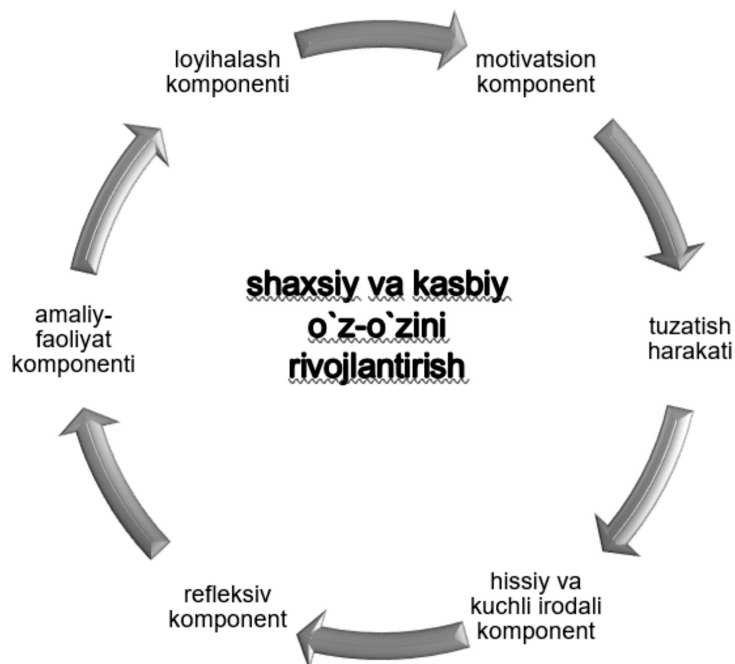 loyihalash
komponenti
motivatsion
komponent
tuzatish
harakati
hissiy va
kuchli irodali
komponent
refleksiv
komponent
amaliy-
faoliyat
komponenti
shaxsiy va kasbiy
o`z-o`zini
rivojlantirish